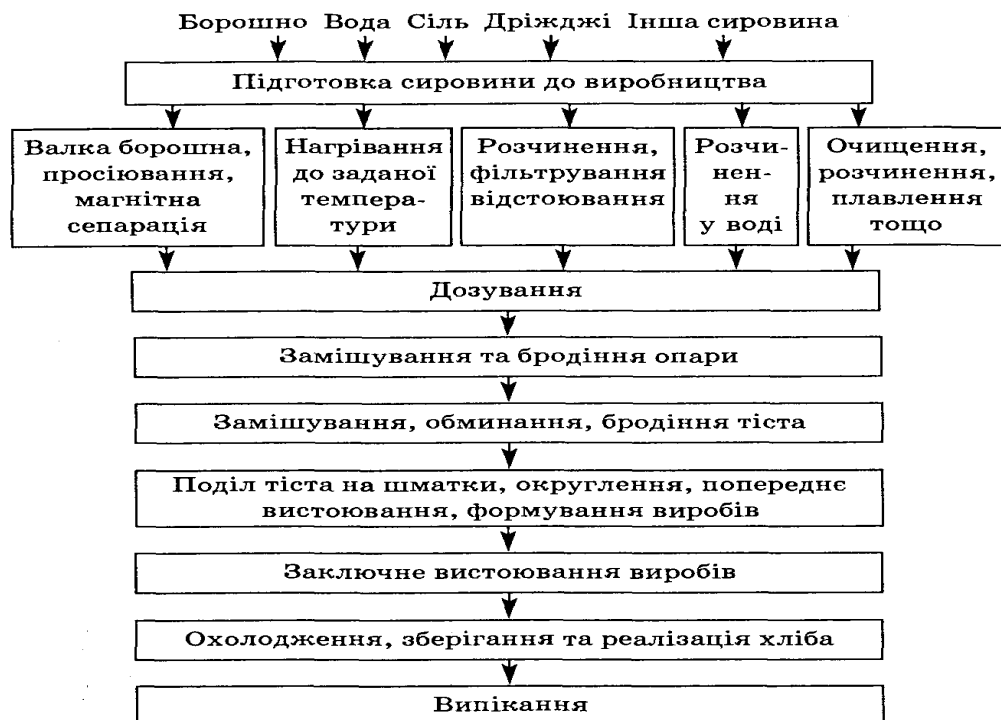 Борошно Вода Сіль Дріжджі Інша сировина
Підготовка сировини до виробництва
Валка борошна,
просіювання,
магнітна
сепарація
Нагрівання
до заданої
темпера-
тури
Розчинення,
фільтрування
відстоювання
Розчи-
нен-
ня
у воді
Очищення,
розчинення,
плавлення
тощо
Дозування
Замішування та бродіння опари
Замішування, обминання, бродіння тіста
Поділ тіста на шматки, округлення, попереднє
вистоювання, формування виробів
Заключне вистоювання виробів
Охолодження, зберігання та реалізація хліба
Випікання